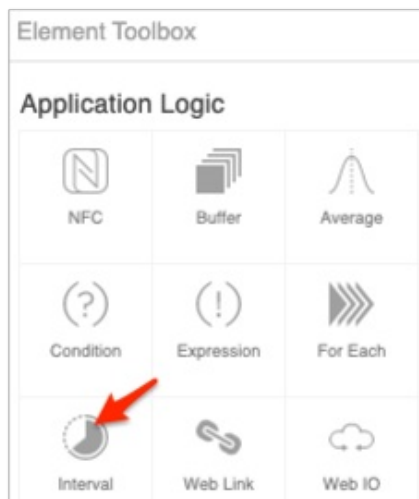 Element Toolbox
Application Logic
NFC Buffer Average
Condition Expression For Each
Interval Web Link Web IO